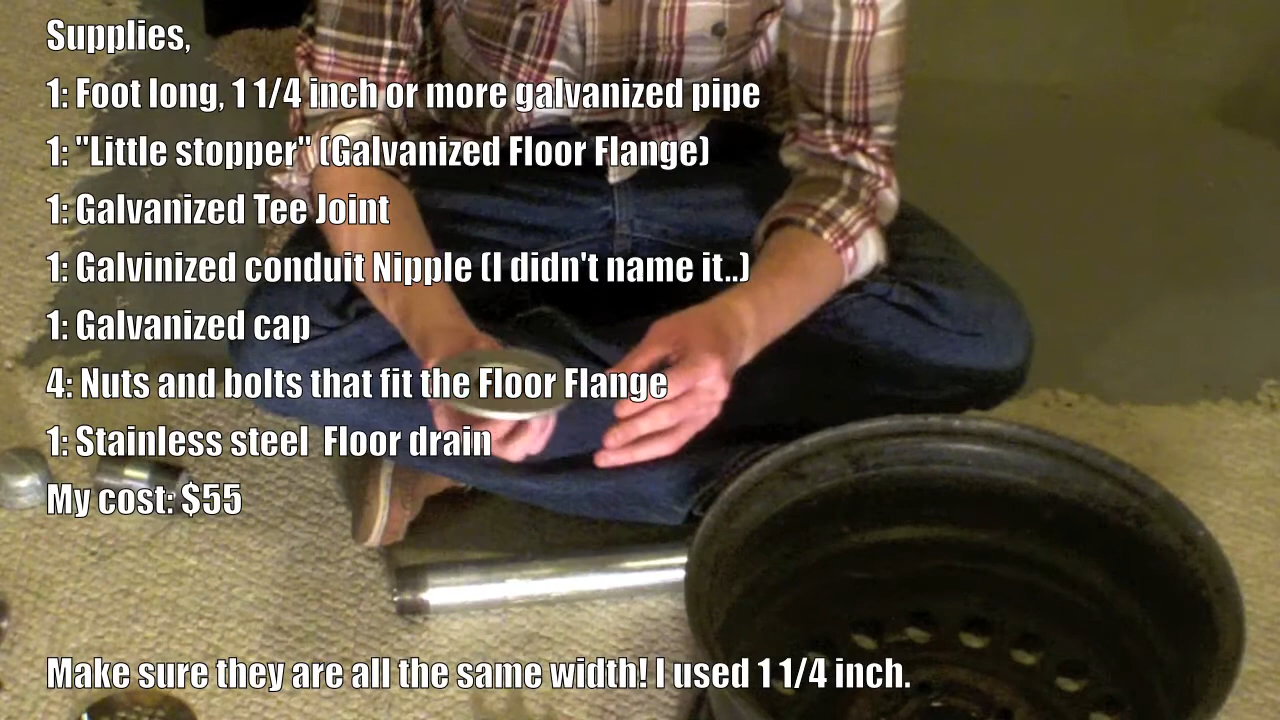 Supplies,
1: Foot long, 1 1/4 inch or more galvanized pipe
1: "Little stopper" (Galvanized Floor Flange)
1: Galvanized Tee Joint
1: Galvinized conduit Nipple (I didn't name it..)
1: Galvanized cap
4: Nuts and bolts that fit the Floor Flange
1: Stainless steel  Floor drain
My cost: $55
Make sure they are all the same width! I used 1 1/4 inch.